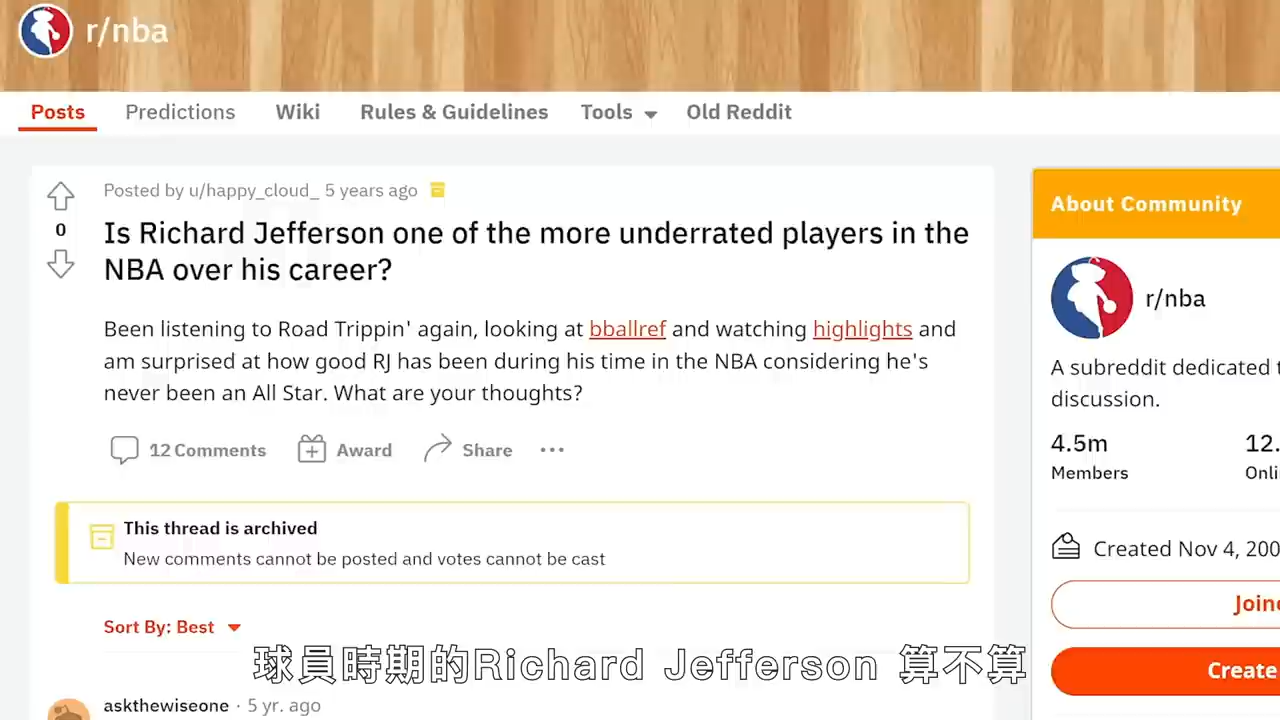 r/nba
Posts Predictions Wiki Rules & Guidelines Tools Old Reddit
Posted by u/happy_cloud_ 5 years ago
0
Is Richard Jefferson one of the more underrated players in the
NBA over his career?
Been listening to Road Trippin' again, looking at bballref and watching highlights and
am surprised at how good RJ has been during his time in the NBA considering he's
never been an All Star. What are your thoughts?
12 Comments Award Share
This thread is archived
New comments cannot be posted and votes cannot be cast
Sort By: Best
askthewiseone · 5 yr. ago
About Community
r/nba
A subreddit dedicated
discussion.
4.5m 12.
Members Onli
Created Nov 4, 200
Joine
Create
球員時期的Richard Jefferson 算不算